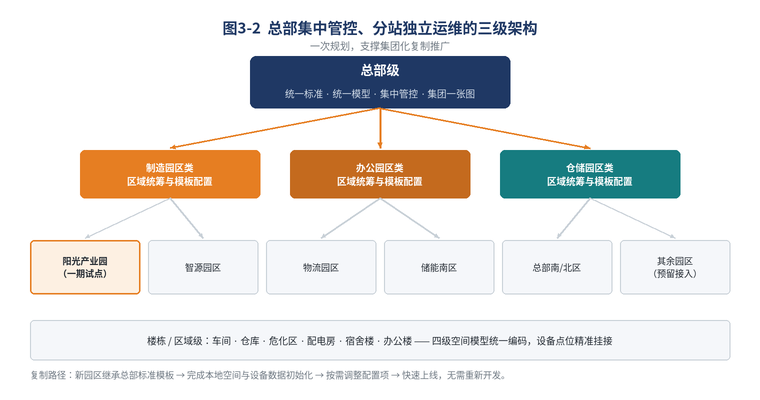 图3-2 总部集中管控、分站独立运维的三级架构
一次规划，支撑集团化复制推广
总部级
统一标准 · 统一模型 · 集中管控 · 集团一张图
制造园区类
区域统筹与模板配置
办公园区类
区域统筹与模板配置
仓储园区类
区域统筹与模板配置
阳光产业园
（一期试点）
智源园区
物流园区
储能南区
总部南/北区
其余园区
（预留接入）
楼栋 / 区域级：车间 · 仓库 · 危化区 · 配电房 · 宿舍楼 · 办公楼 —— 四级空间模型统一编码，设备点位精准挂接
复制路径：新园区继承总部标准模板 → 完成本地空间与设备数据初始化 → 按需调整配置项 → 快速上线，无需重新开发。